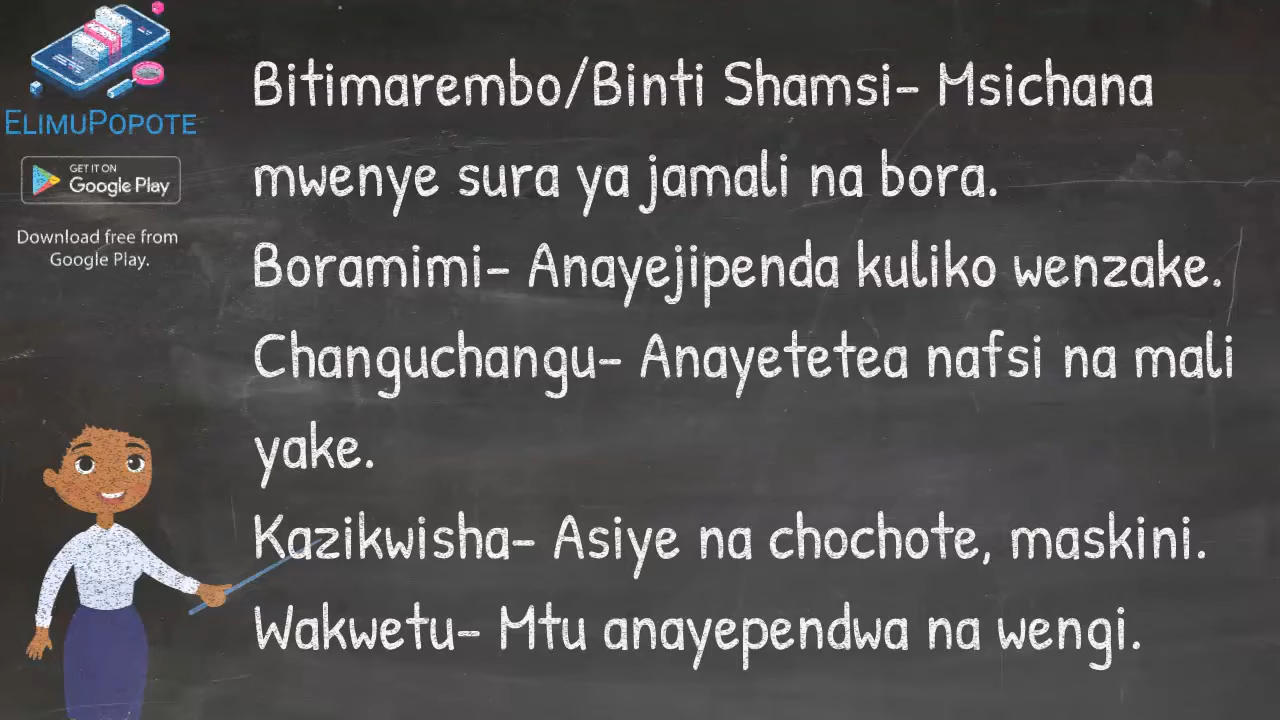 ELIMUPOPOTE
GET IT ON
Google Play
Download free from
Google Play.
Bitimarembo/Binti Shamsi- Msichana
mwenye sura ya jamali na bora.
Boramimi- Anayejipenda kuliko wenzake.
Changuchangu- Anayetetea nafsi na mali
yake.
Kazikwisha- Asiye na chochote, maskini.
Wakwetu- Mtu anayependwa na wengi.